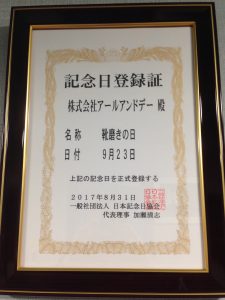 記念日登録証
株式会社アールアンドデー 殿
名称 靴磨きの日
日付 9月23日
上記の記念日を正式登録する
2017年8月31日
一般社団法人 日本記念日協会
代表理事 加瀬清志